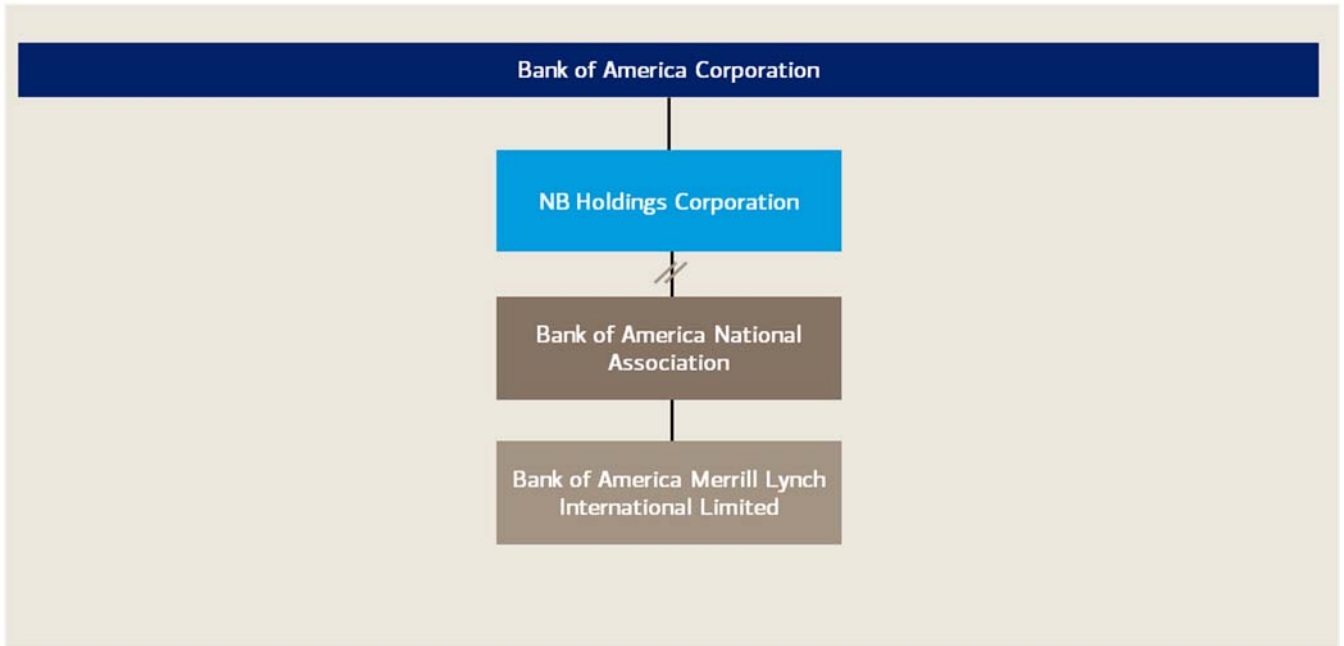 Bank of America Corporation
NB Holdings Corporation
Bank of America National
Association
Bank of America Merrill Lynch
International Limited